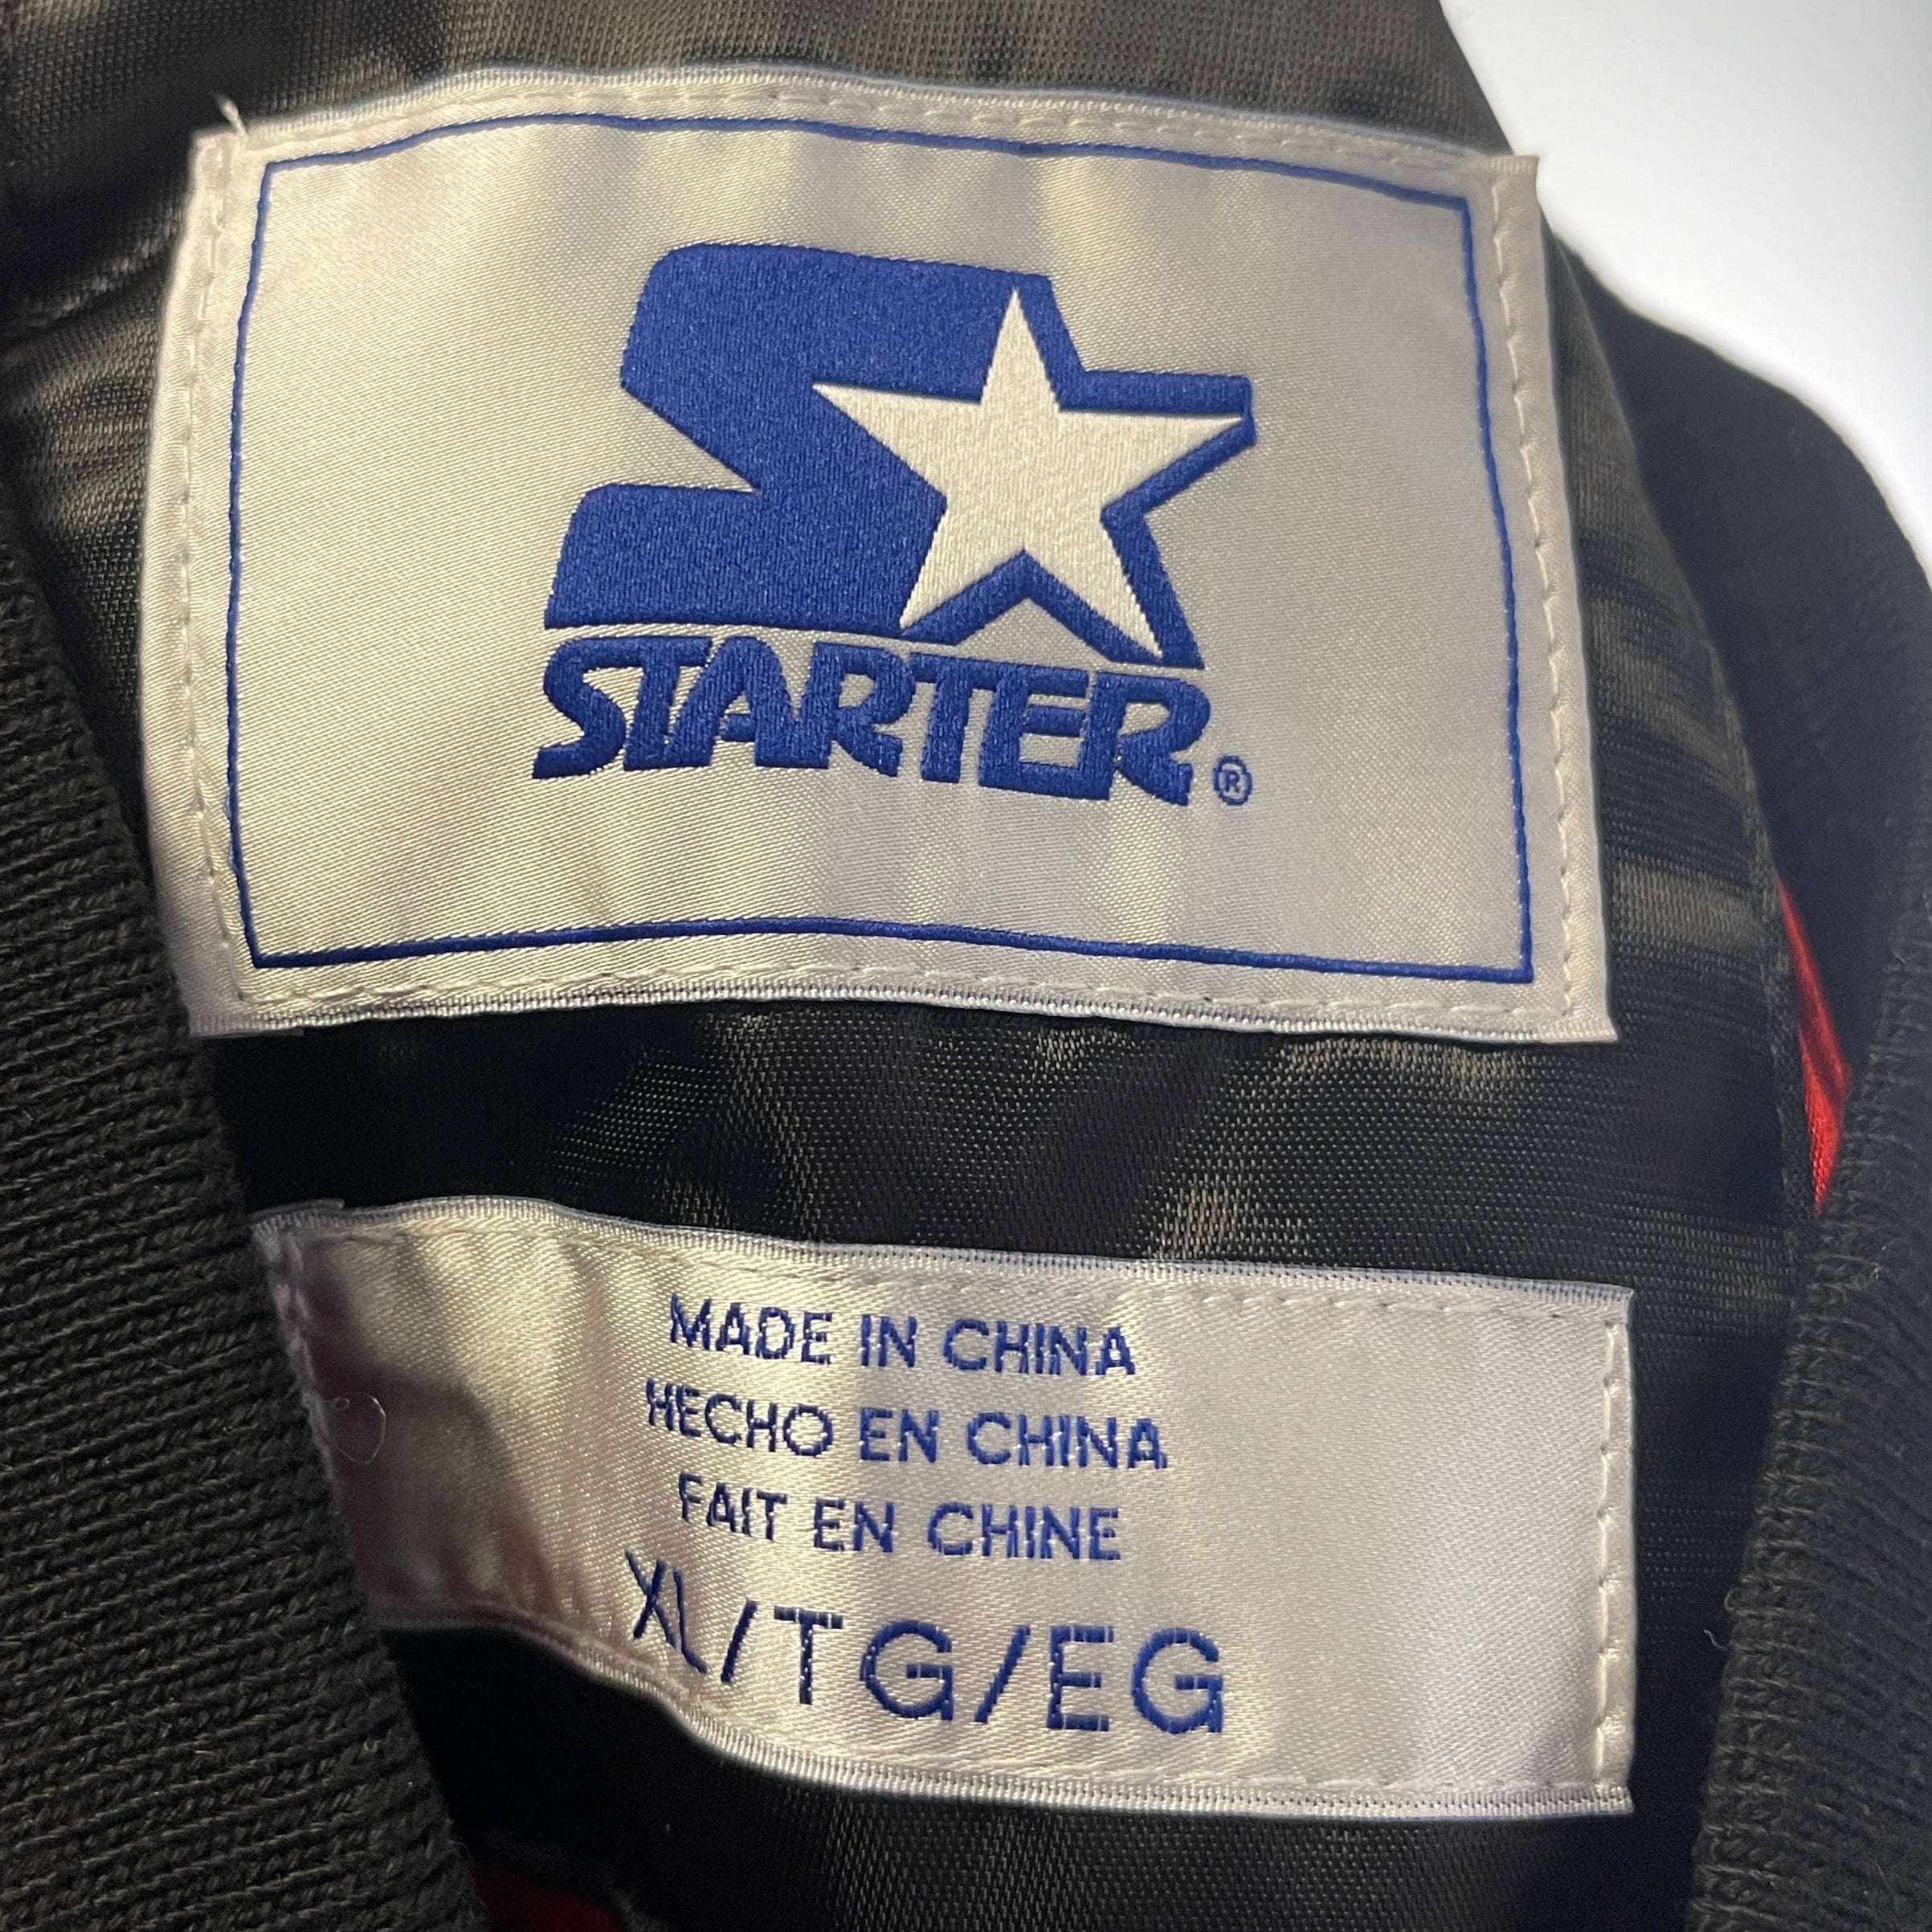 STARTER®
MADE IN CHINA
HECHO EN CHINA
FAIT EN CHINE
XL/TG/EG